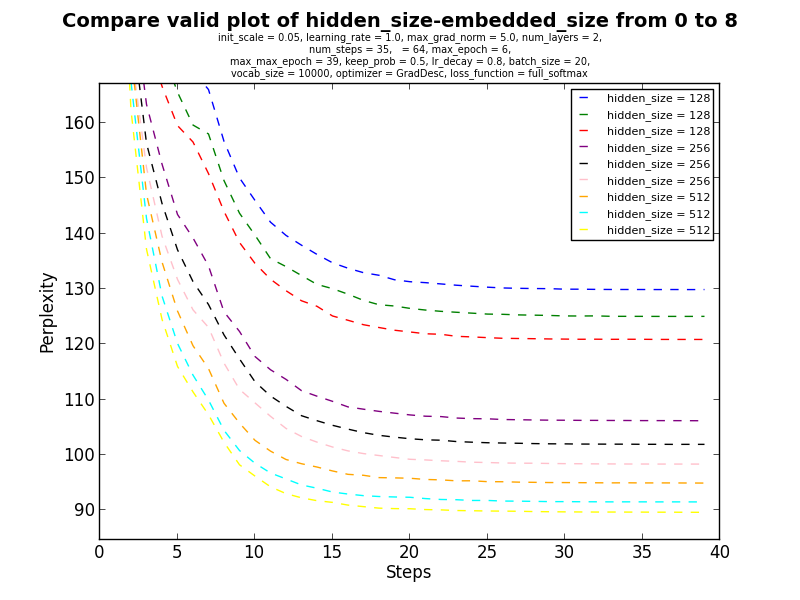 Compare valid plot of hidden_size-embedded_size from 0 to 8
init_scale = 0.05, learning_rate = 1.0, max_grad_norm = 5.0, num_layers = 2,
num_steps = 35,   = 64, max_epoch = 6,
max_max_epoch = 39, keep_prob = 0.5, lr_decay = 0.8, batch_size = 20,
vocab_size = 10000, optimizer = GradDesc, loss_function = full_softmax
hidden_size = 128
hidden_size = 128
hidden_size = 128
hidden_size = 256
hidden_size = 256
hidden_size = 256
hidden_size = 512
hidden_size = 512
hidden_size = 512
Perplexity
160
150
140
130
120
110
100
90
0 5 10 15 20 25 30 35 40
Steps